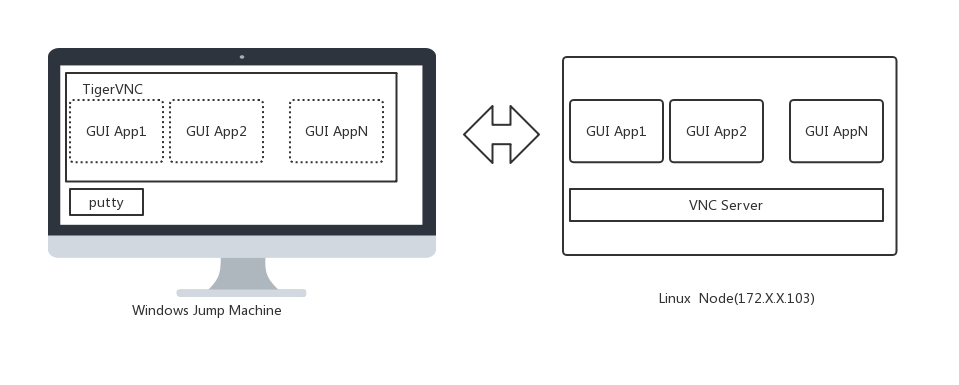 TigerVNC
GUI App1 GUI App2 GUI AppN
putty
Windows Jump Machine
GUI App1 GUI App2 GUI AppN
VNC Server
Linux Node(172.X.X.103)